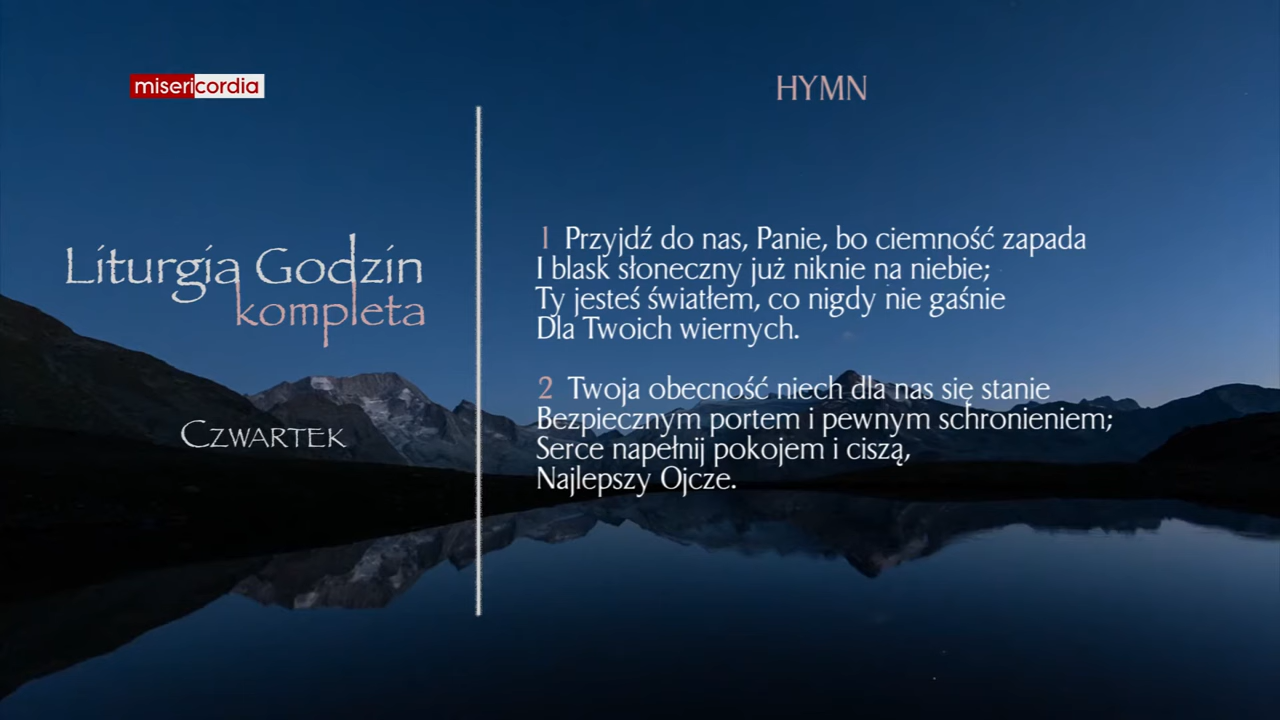 misericordia
Liturgia Godzin
kompleta
Czwartek
HYMN
1 Przyjdź do nas, Panie, bo ciemność zapada
I blask słoneczny już niknie na niebie;
Ty jesteś światłem, co nigdy nie gaśnie
Dla Twoich wiernych.
2 Twoja obecność niech dla nas się stanie
Bezpiecznym portem i pewnym schronieniem;
Serce napełnij pokojem i ciszą,
Najlepszy Ojcze.